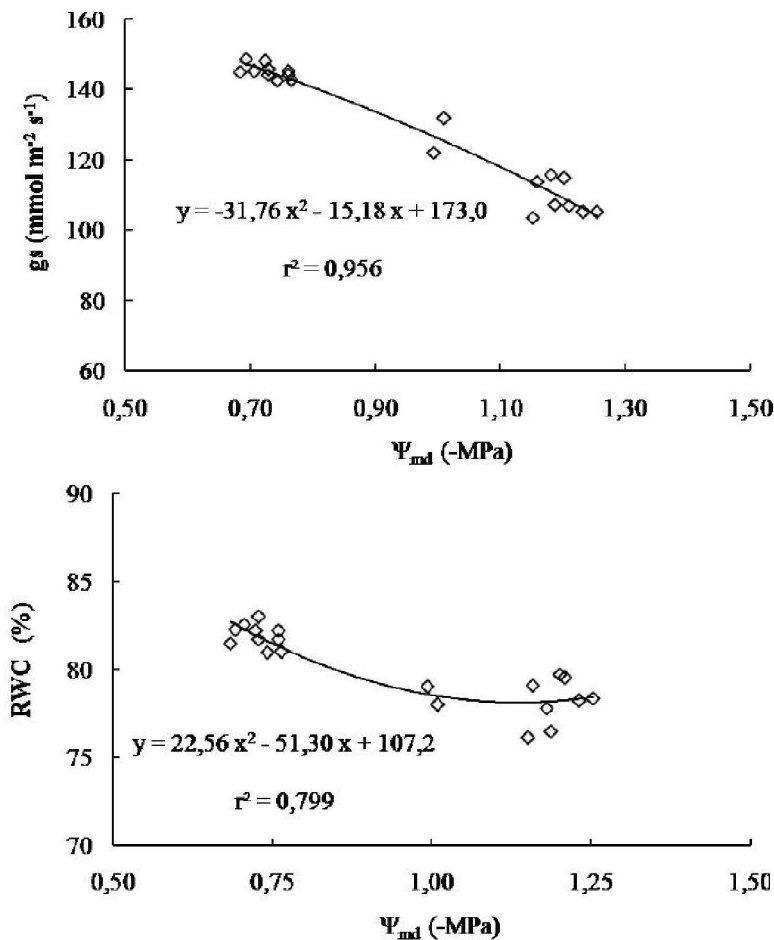 160
140
120
100
80
60
gs (mmol m⁻² s⁻¹)
y = -31,76 x² - 15,18 x + 173,0
r² = 0,956
0,50 0,70 0,90 1,10 1,30 1,50
Ψmd (-MPa)
90
85
80
75
70
RWC (%)
y = 22,56 x² - 51,30 x + 107,2
r² = 0,799
0,50 0,75 1,00 1,25 1,50
Ψmd (-MPa)